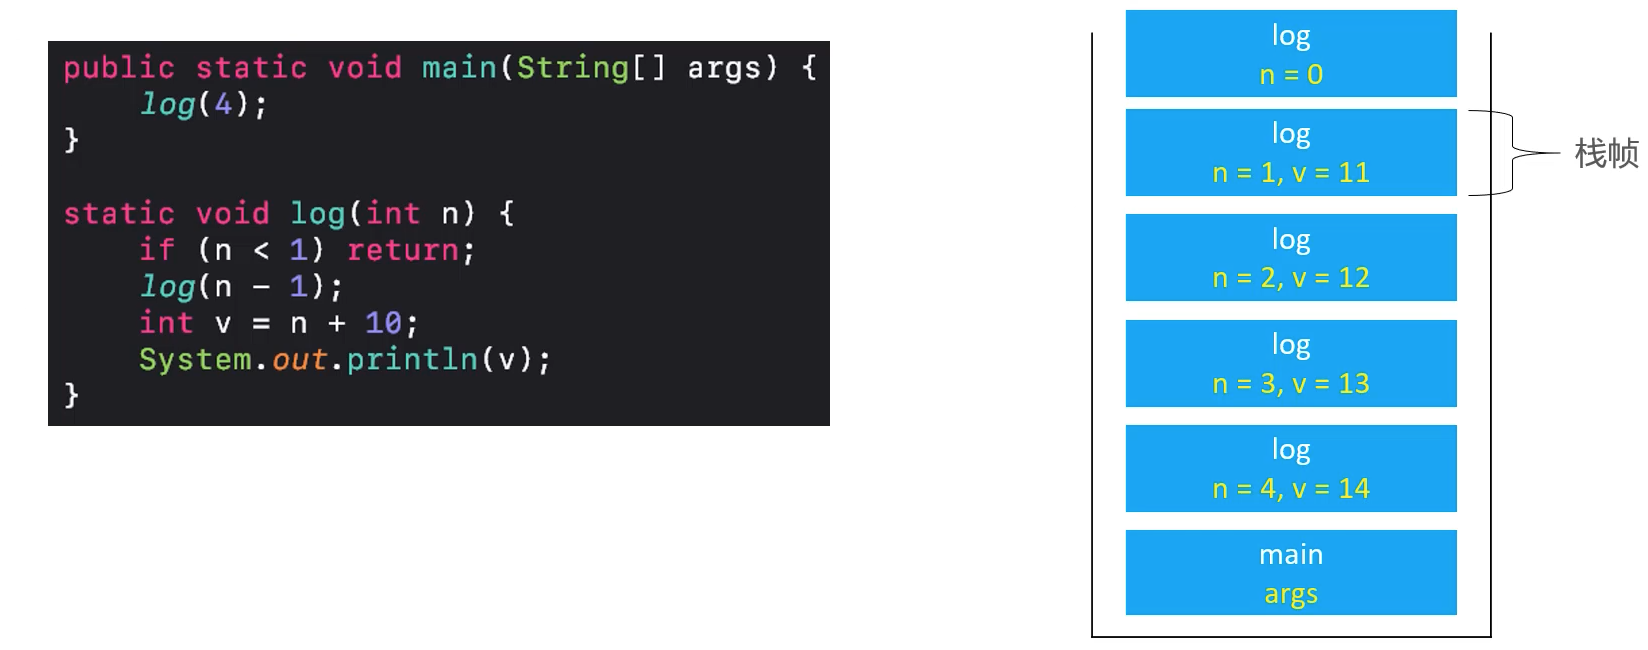 public static void main(String[] args) {
    log(4);
}
static void log(int n) {
    if (n < 1) return;
    log(n - 1);
    int v = n + 10;
    System.out.println(v);
}
log
n = 0
log
n = 1, v = 11
栈帧
log
n = 2, v = 12
log
n = 3, v = 13
log
n = 4, v = 14
main
args